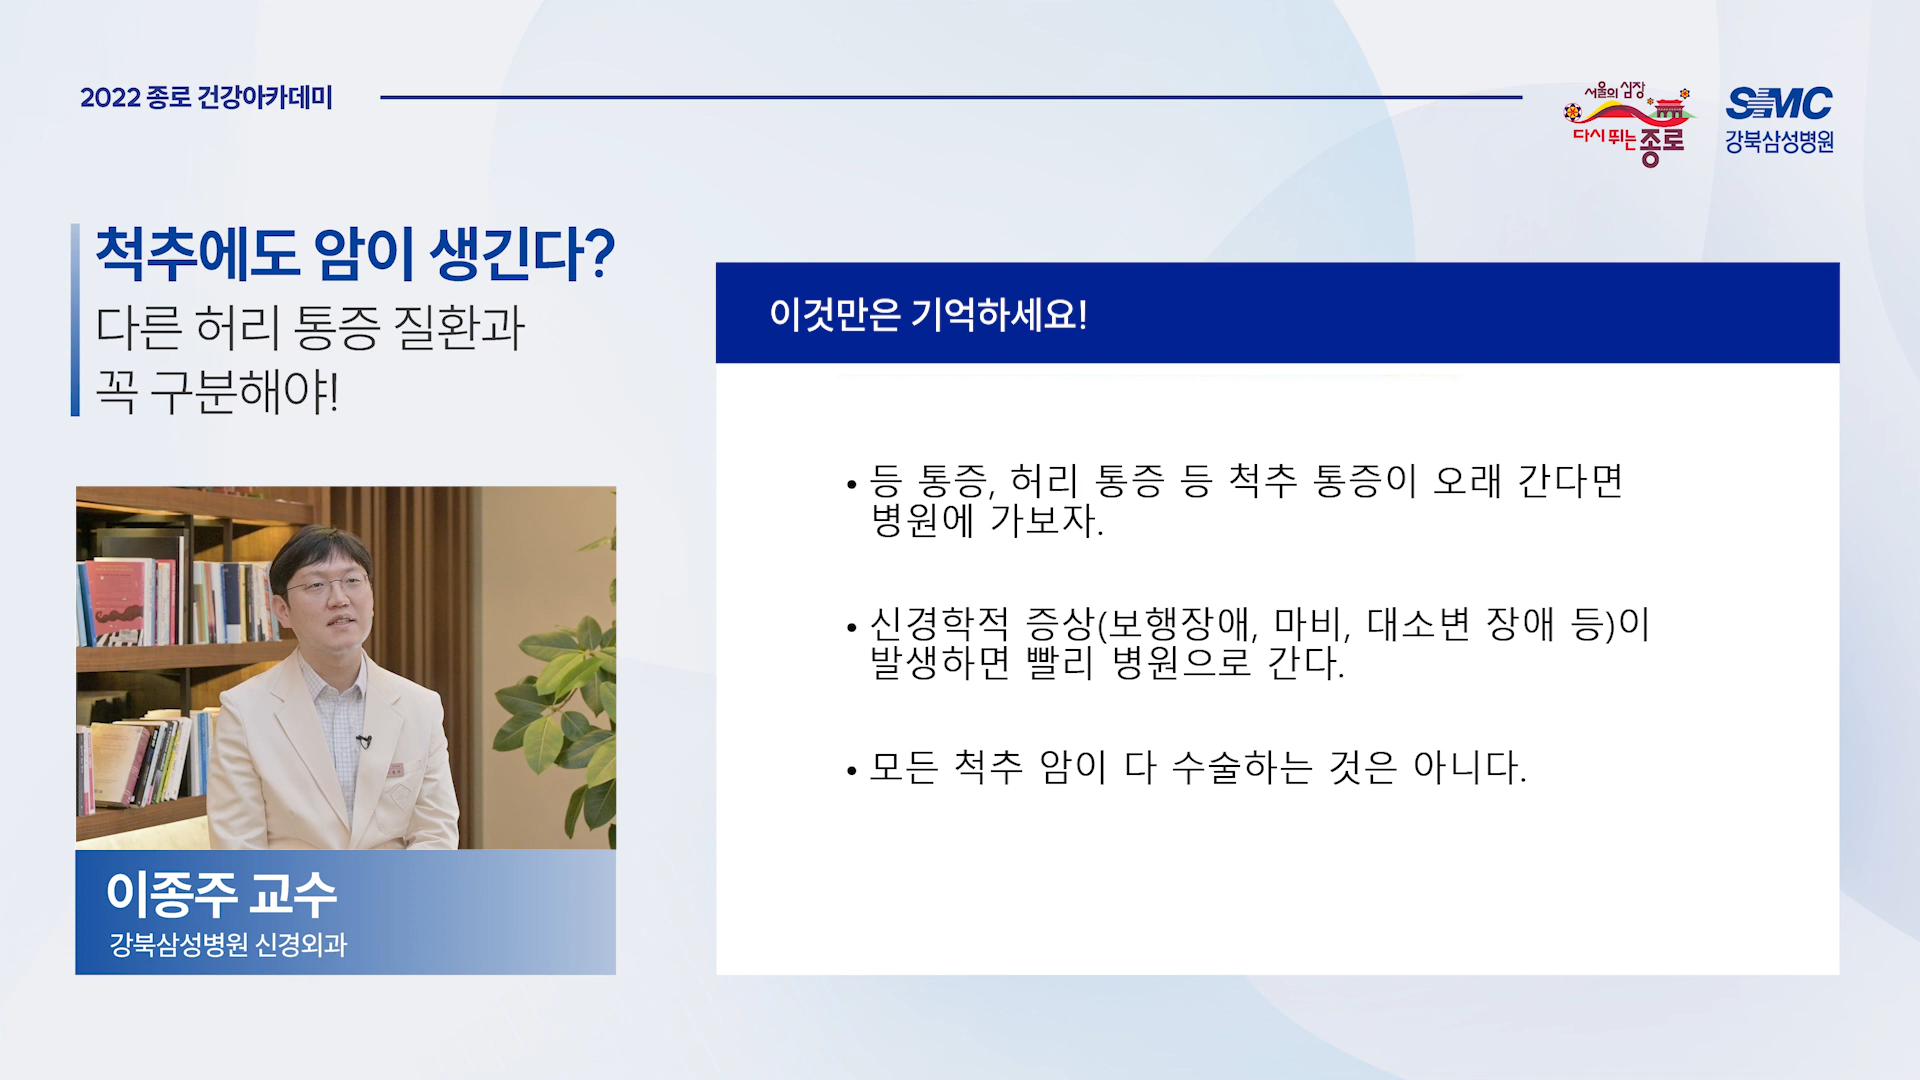 2022 종로 건강아카데미
서울의 심장
다시 뛰는 종로
SMC
강북삼성병원
척추에도 암이 생긴다?
다른 허리 통증 질환과
꼭 구분해야!
이종주 교수
강북삼성병원 신경외과
이것만은 기억하세요!
• 등 통증, 허리 통증 등 척추 통증이 오래 간다면
병원에 가보자.
• 신경학적 증상(보행장애, 마비, 대소변 장애 등)이
발생하면 빨리 병원으로 간다.
• 모든 척추 암이 다 수술하는 것은 아니다.